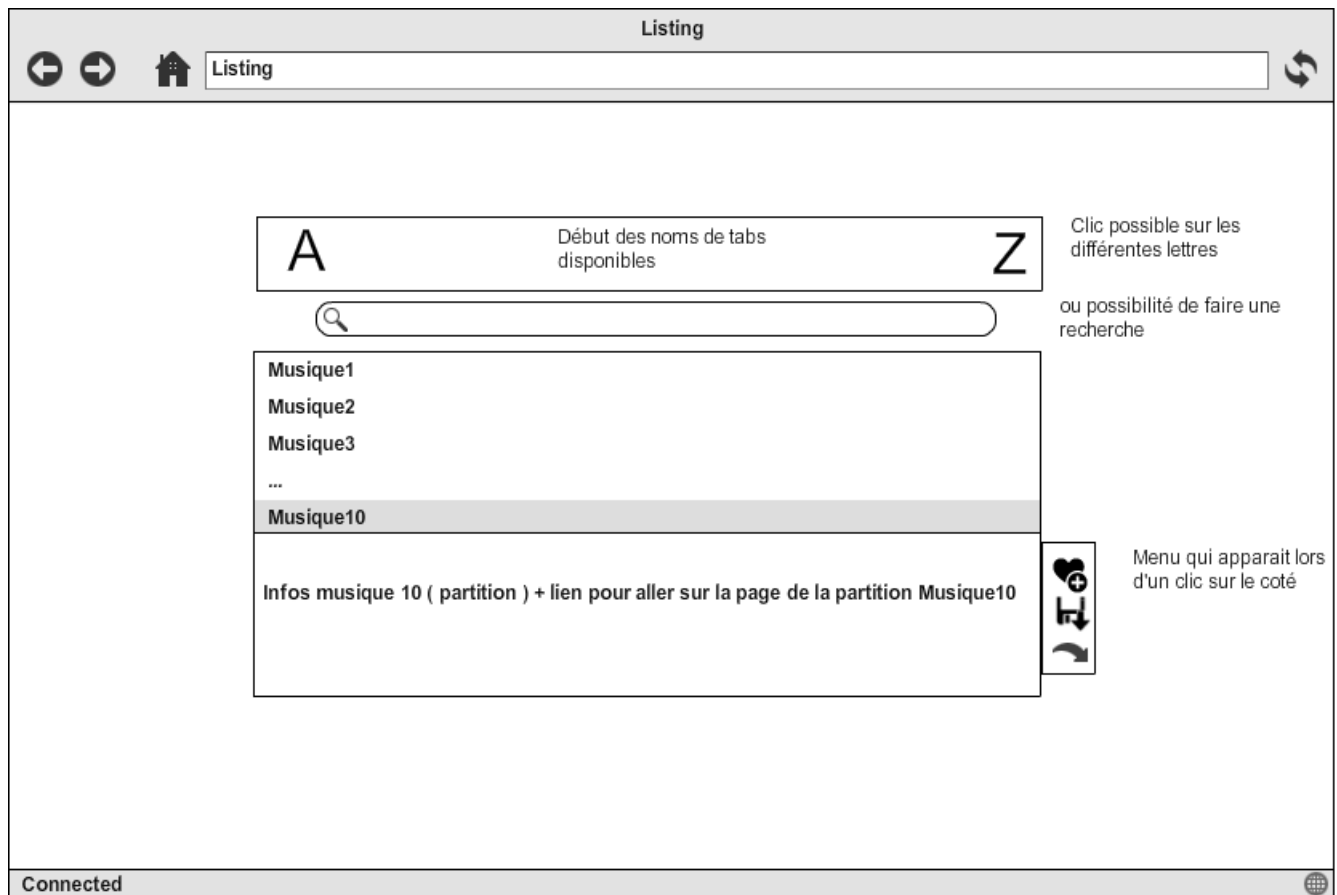 Listing
Listing
A
Début des noms de tabs
disponibles
Z
Clic possible sur les
différentes lettres
ou possibilité de faire une
recherche
Musique1
Musique2
Musique3
...
Musique10
Infos musique 10 ( partition ) + lien pour aller sur la page de la partition Musique10
Menu qui apparait lors
d'un clic sur le coté
Connected